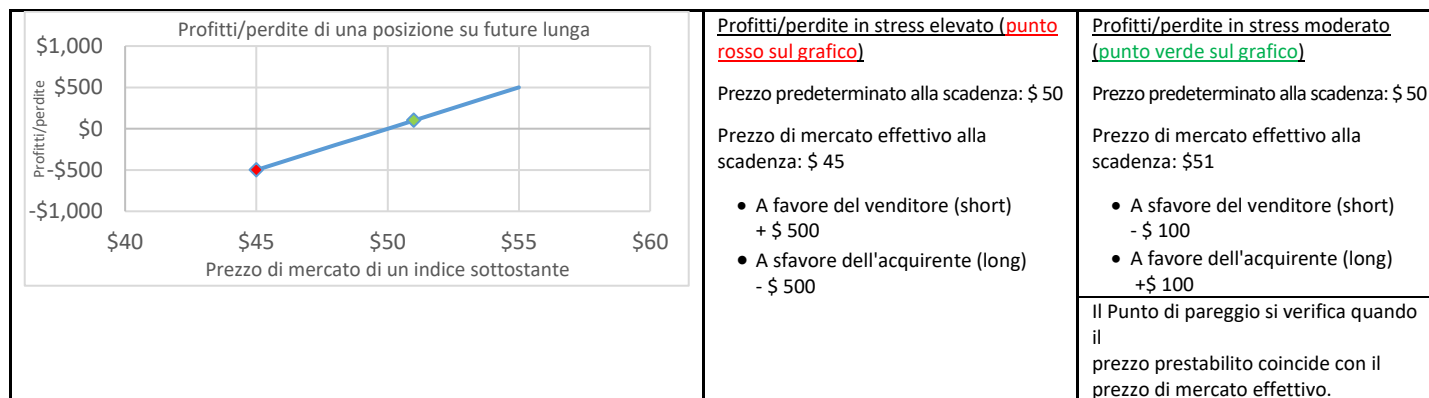 Profitti/perdite di una posizione su future lunga
$1,000
$500
$0
-$500
-$1,000
Profitti/perdite
$40 $45 $50 $55 $60
Prezzo di mercato di un indice sottostante
Profitti/perdite in stress elevato (punto
rosso sul grafico)
Prezzo predeterminato alla scadenza: $ 50
Prezzo di mercato effettivo alla
scadenza: $ 45
• A favore del venditore (short)
+ $ 500
• A sfavore dell'acquirente (long)
- $ 500
Profitti/perdite in stress moderato
(punto verde sul grafico)
Prezzo predeterminato alla scadenza: $ 50
Prezzo di mercato effettivo alla
scadenza: $51
• A sfavore del venditore (short)
- $ 100
• A favore dell'acquirente (long)
+$ 100
Il Punto di pareggio si verifica quando
il
prezzo prestabilito coincide con il
prezzo di mercato effettivo.